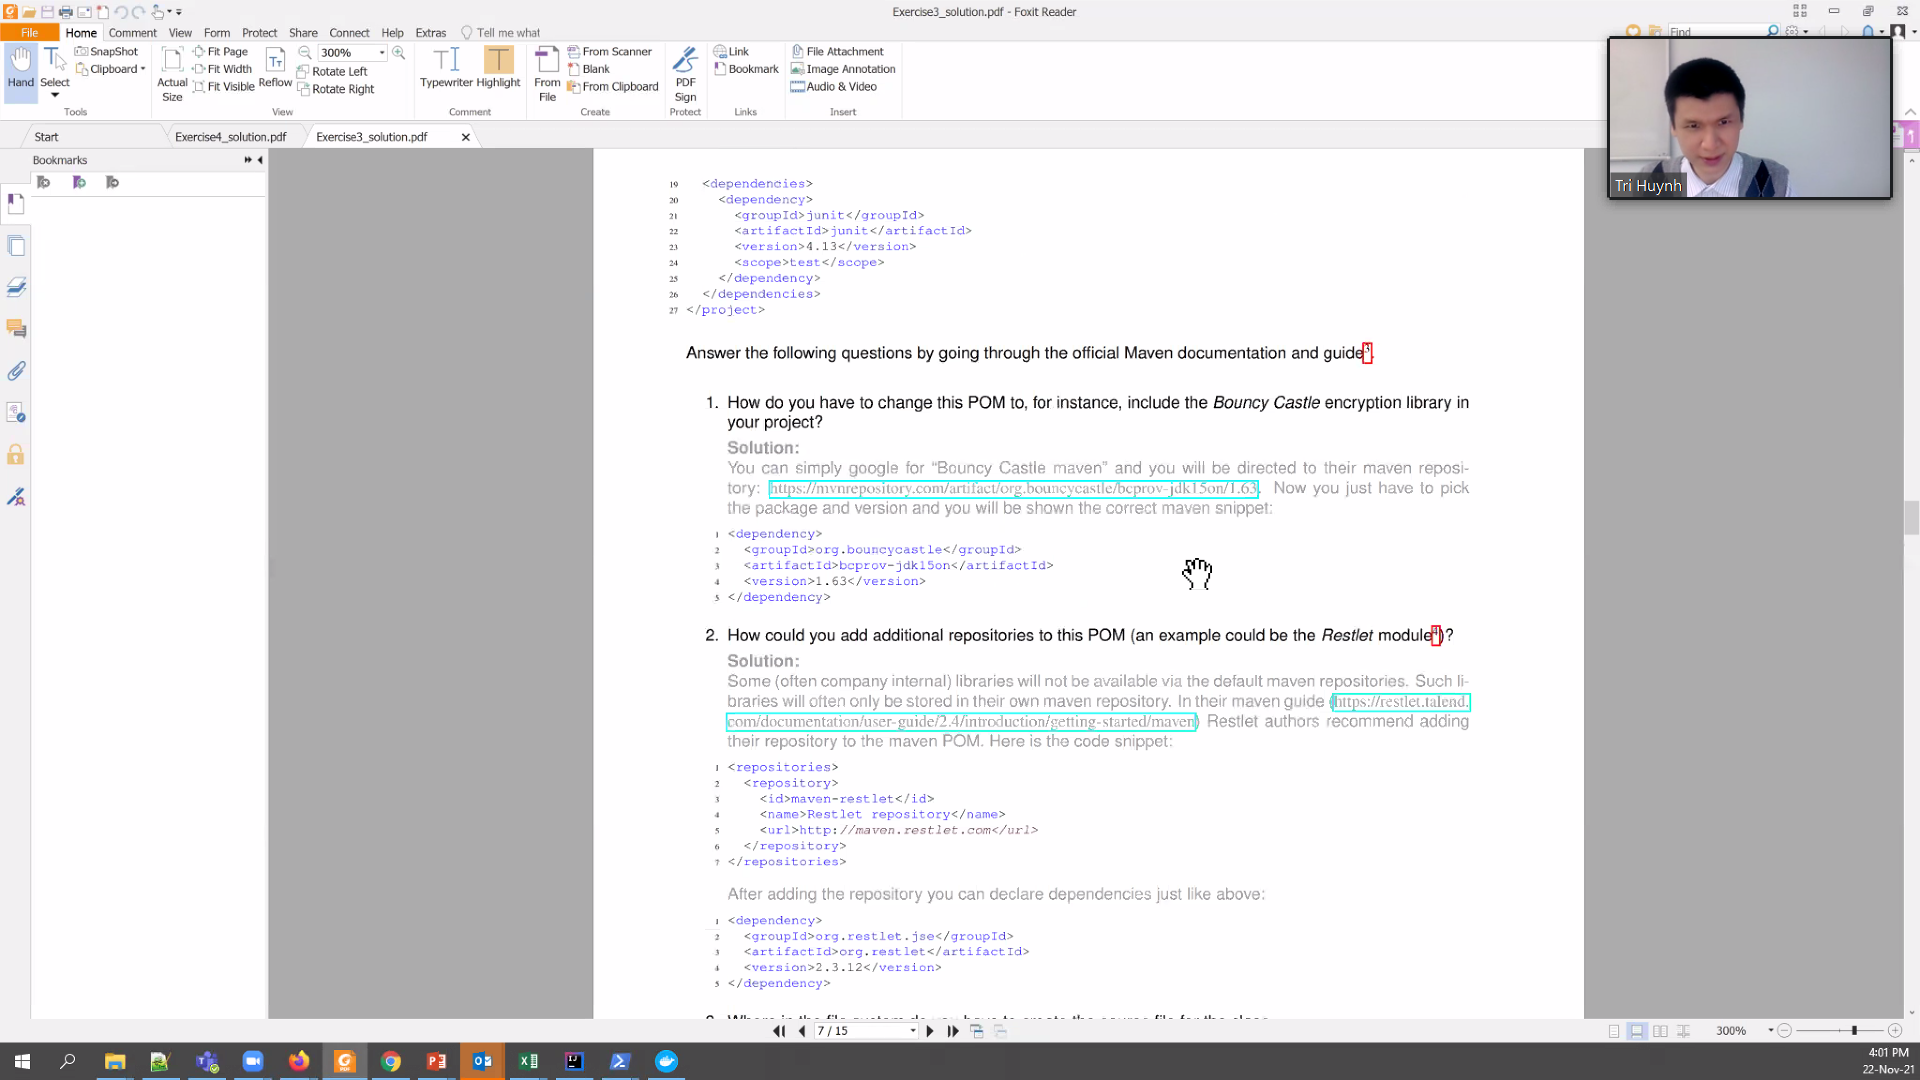 Exercise3_solution.pdf - Foxit Reader
File Home Comment View Form Protect Share Connect Help Extras Tell me what Find
SnapShot Fit Page 300% From Scanner Link File Attachment
Hand Select Clipboard Actual Size Fit Width Reflow Rotate Left Typewriter Highlight From File Blank PDF Sign Bookmark Image Annotation
Fit Visible Rotate Right From Clipboard Audio & Video
Tools View Comment Create Protect Links Insert
Start Exercise4_solution.pdf Exercise3_solution.pdf
Bookmarks
Tri Huynh
19 <dependencies>
20 <dependency>
21 <groupId>junit</groupId>
22 <artifactId>junit</artifactId>
23 <version>4.13</version>
24 <scope>test</scope>
25 </dependency>
26 </dependencies>
27 </project>
Answer the following questions by going through the official Maven documentation and guide3.
1. How do you have to change this POM to, for instance, include the Bouncy Castle encryption library in
your project?
Solution:
You can simply google for “Bouncy Castle maven” and you will be directed to their maven reposi-
tory: https://mvnrepository.com/artifact/org.bouncycastle/bcprov-jdk15on/1.63. Now you just have to pick
the package and version and you will be shown the correct maven snippet:
1 <dependency>
2 <groupId>org.bouncycastle</groupId>
3 <artifactId>bcprov-jdk15on</artifactId>
4 <version>1.63</version>
5 </dependency>
2. How could you add additional repositories to this POM (an example could be the Restlet module4)?
Solution:
Some (often company internal) libraries will not be available via the default maven repositories. Such li-
braries will often only be stored in their own maven repository. In their maven guide (https://restlet.talend.
com/documentation/user-guide/2.4/introduction/getting-started/maven) Restlet authors recommend adding
their repository to the maven POM. Here is the code snippet:
1 <repositories>
2 <repository>
3 <id>maven-restlet</id>
4 <name>Restlet repository</name>
5 <url>http://maven.restlet.com</url>
6 </repository>
7 </repositories>
After adding the repository you can declare dependencies just like above:
1 <dependency>
2 <groupId>org.restlet.jse</groupId>
3 <artifactId>org.restlet</artifactId>
4 <version>2.3.12</version>
5 </dependency>
7 / 15
300%
4:01 PM
22-Nov-21